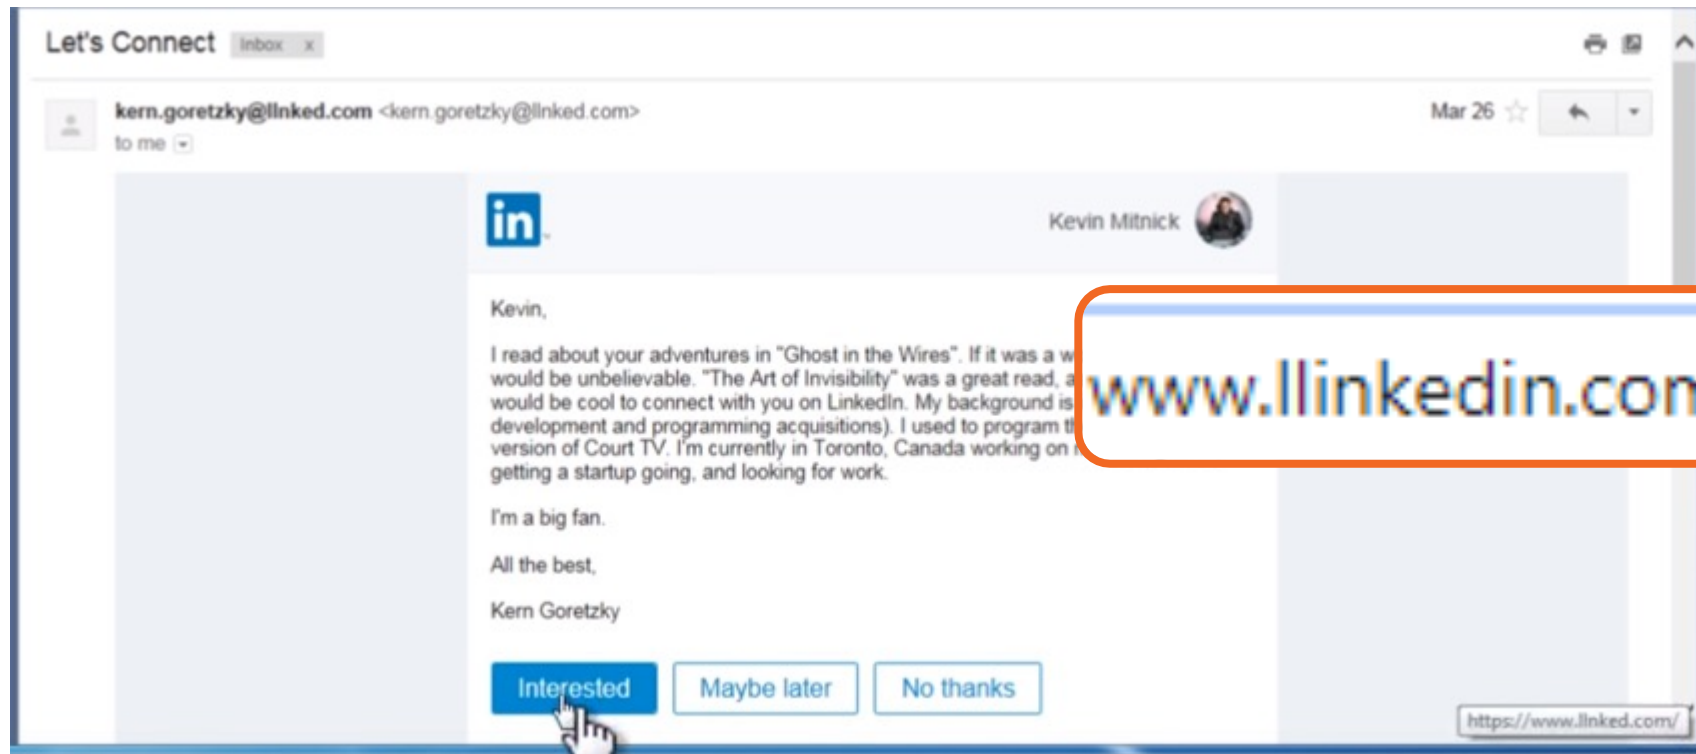 Let's Connect Inbox x
kern.goretzky@llnked.com <kern.goretzky@llnked.com> Mar 26
to me
in Kevin Mitnick
Kevin,
I read about your adventures in "Ghost in the Wires". If it was a w
would be unbelievable. "The Art of Invisibility" was a great read, a
would be cool to connect with you on LinkedIn. My background is
development and programming acquisitions). I used to program th
version of Court TV. I'm currently in Toronto, Canada working on
getting a startup going, and looking for work.
www.llinkedin.com
I'm a big fan.
All the best,
Kern Goretzky
Interested Maybe later No thanks
https://www.llnked.com/